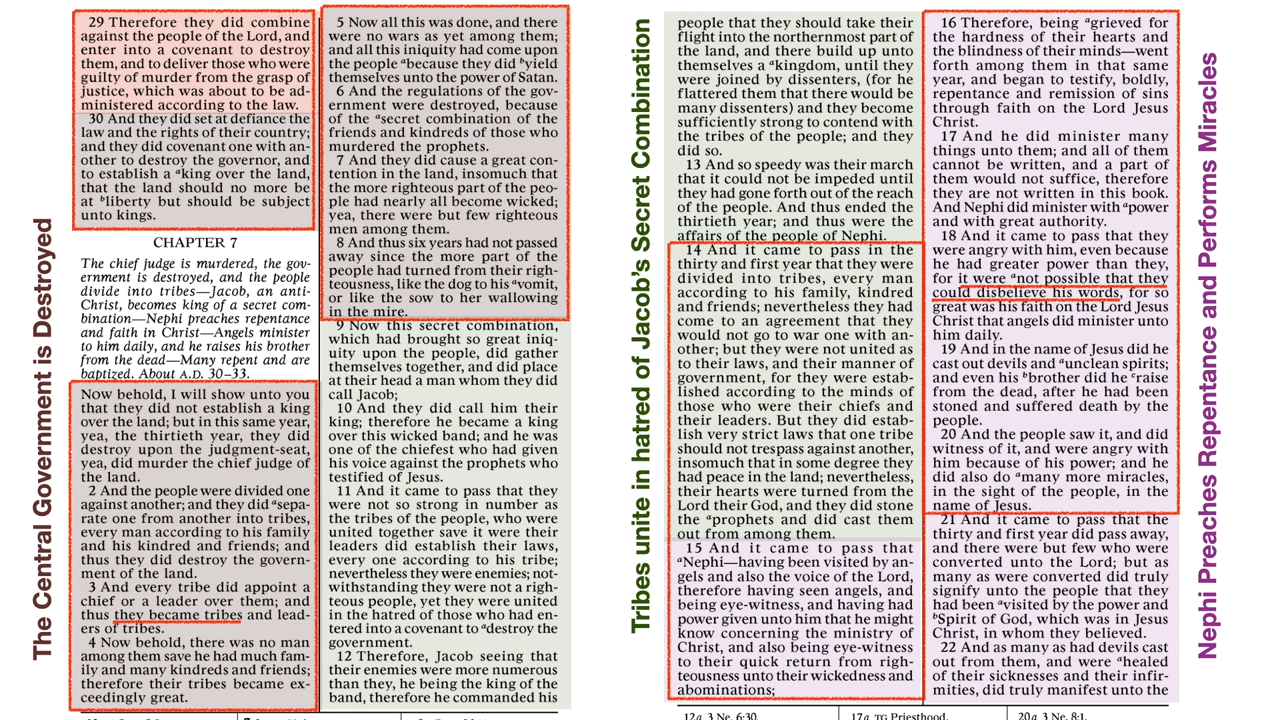 The Central Government is Destroyed
29 Therefore they did combine
against the people of the Lord, and
enter into a covenant to destroy
them, and to deliver those who were
guilty of murder from the grasp of
justice, which was about to be ad-
ministered according to the law.
30 And they did set at defiance the
law and the rights of their country;
and they did covenant one with an-
other to destroy the governor, and
to establish a ᵃking over the land,
that the land should no more be
at ᵇliberty but should be subject
unto kings.
CHAPTER 7
The chief judge is murdered, the gov-
ernment is destroyed, and the people
divide into tribes—Jacob, an anti-
Christ, becomes king of a secret com-
bination—Nephi preaches repentance
and faith in Christ—Angels minister
to him daily, and he raises his brother
from the dead—Many repent and are
baptized. About A.D. 30–33.
Now behold, I will show unto you
that they did not establish a king
over the land; but in this same year,
yea, the thirtieth year, they did
destroy upon the judgment-seat,
yea, did murder the chief judge of
the land.
2 And the people were divided one
against another; and they did ᵃsepa-
rate one from another into tribes,
every man according to his family
and his kindred and friends; and
thus they did destroy the govern-
ment of the land.
3 And every tribe did appoint a
chief or a leader over them; and
thus they became tribes and lead-
ers of tribes.
4 Now behold, there was no man
among them save he had much fam-
ily and many kindreds and friends;
therefore their tribes became ex-
ceedingly great.
5 Now all this was done, and there
were no wars as yet among them;
and all this iniquity had come upon
the people ᵃbecause they did ᵇyield
themselves unto the power of Satan.
6 And the regulations of the gov-
ernment were destroyed, because
of the ᵃsecret combination of the
friends and kindreds of those who
murdered the prophets.
7 And they did cause a great con-
tention in the land, insomuch that
the more righteous part of the peo-
ple had nearly all become wicked;
yea, there were but few righteous
men among them.
8 And thus six years had not passed
away since the more part of the
people had turned from their righ-
teousness, like the dog to his ᵃvomit,
or like the sow to her wallowing
in the mire.
9 Now this secret combination,
which had brought so great iniq-
uity upon the people, did gather
themselves together, and did place
at their head a man whom they did
call Jacob;
10 And they did call him their
king; therefore he became a king
over this wicked band; and he was
one of the chiefest who had given
his voice against the prophets who
testified of Jesus.
11 And it came to pass that they
were not so strong in number as
the tribes of the people, who were
united together save it were their
leaders did establish their laws,
every one according to his tribe;
nevertheless they were enemies; not-
withstanding they were not a righ-
teous people, yet they were united
in the hatred of those who had en-
tered into a covenant to ᵃdestroy the
government.
12 Therefore, Jacob seeing that
their enemies were more numerous
than they, he being the king of the
band, therefore he commanded his
Tribes unite in hatred of Jacob's Secret Combination
people that they should take their
flight into the northernmost part of
the land, and there build up unto
themselves a ᵃkingdom, until they
were joined by dissenters, (for he
flattered them that there would be
many dissenters) and they become
sufficiently strong to contend with
the tribes of the people; and they
did so.
13 And so speedy was their march
that it could not be impeded until
they had gone forth out of the reach
of the people. And thus ended the
thirtieth year; and thus were the
affairs of the people of Nephi.
14 And it came to pass in the
thirty and first year that they were
divided into tribes, every man
according to his family, kindred
and friends; nevertheless they had
come to an agreement that they
would not go to war one with an-
other; but they were not united as
to their laws, and their manner of
government, for they were estab-
lished according to the minds of
those who were their chiefs and
their leaders. But they did estab-
lish very strict laws that one tribe
should not trespass against another,
insomuch that in some degree they
had peace in the land; nevertheless,
their hearts were turned from the
Lord their God, and they did stone
the ᵃprophets and did cast them
out from among them.
15 And it came to pass that
ᵃNephi—having been visited by an-
gels and also the voice of the Lord,
therefore having seen angels, and
being eye-witness, and having had
power given unto him that he might
know concerning the ministry of
Christ, and also being eye-witness
to their quick return from righ-
teousness unto their wickedness and
abominations;
12a 3 Ne. 6:30.
16 Therefore, being ᵃgrieved for
the hardness of their hearts and
the blindness of their minds—went
forth among them in that same
year, and began to testify, boldly,
repentance and remission of sins
through faith on the Lord Jesus
Christ.
17 And he did minister many
things unto them; and all of them
cannot be written, and a part of
them would not suffice, therefore
they are not written in this book.
And Nephi did minister with ᵃpower
and with great authority.
18 And it came to pass that they
were angry with him, even because
he had greater power than they,
for it were ᵃnot possible that they
could disbelieve his words, for so
great was his faith on the Lord Jesus
Christ that angels did minister unto
him daily.
19 And in the name of Jesus did he
cast out devils and ᵃunclean spirits;
and even his ᵇbrother did he ᶜraise
from the dead, after he had been
stoned and suffered death by the
people.
20 And the people saw it, and did
witness of it, and were angry with
him because of his power; and he
did also do ᵃmany more miracles,
in the sight of the people, in the
name of Jesus.
21 And it came to pass that the
thirty and first year did pass away,
and there were but few who were
converted unto the Lord; but as
many as were converted did truly
signify unto the people that they
had been ᵃvisited by the power and
ᵇSpirit of God, which was in Jesus
Christ, in whom they believed.
22 And as many as had devils cast
out from them, and were ᵃhealed
of their sicknesses and their infir-
mities, did truly manifest unto the
17a TG Priesthood.
20a 3 Ne. 8:1.
Nephi Preaches Repentance and Performs Miracles